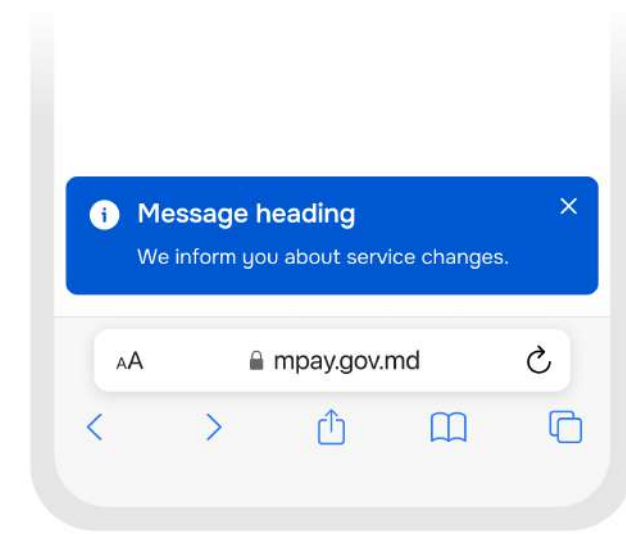 Message heading
We inform you about service changes.
AA mpay.gov.md